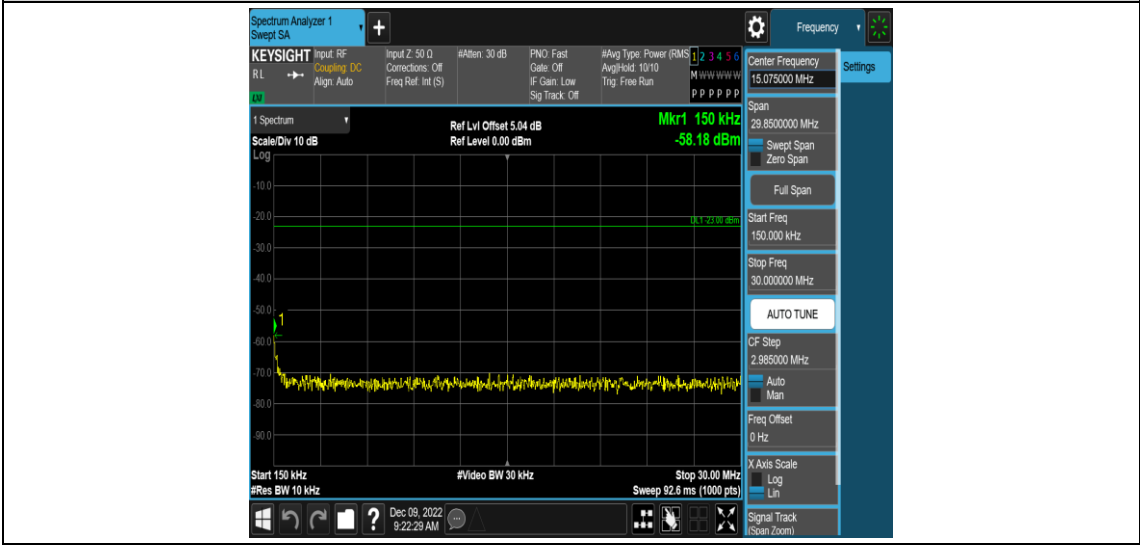 Spectrum Analyzer 1
Swept SA
+
Frequency
KEYSIGHT
RL
LM
Input: RF
Coupling: DC
Align: Auto
Input Z: 50 Ω
Corrections: Off
Freq Ref: Int (S)
#Atten: 30 dB
PNO: Fast
Gate: Off
IF Gain: Low
Sig Track: Off
#Avg Type: Power (RMS
Avg|Hold: 10/10
Trig: Free Run
1 2 3 4 5 6
M W W W W W
P P P P P P
1 Spectrum
Scale/Div 10 dB
Log
Ref Lvl Offset 5.04 dB
Ref Level 0.00 dBm
Mkr1 150 kHz
-58.18 dBm
-10.0
-20.0
DL1 -23.00 dBm
-30.0
-40.0
-50.0
1
-60.0
-70.0
-80.0
-90.0
Start 150 kHz
#Video BW 30 kHz
Stop 30.00 MHz
#Res BW 10 kHz
Sweep 92.6 ms (1000 pts)
?
Dec 09, 2022
9:22:29 AM
Center Frequency
15.075000 MHz
Settings
Span
29.8500000 MHz
Swept Span
Zero Span
Full Span
Start Freq
150.000 kHz
Stop Freq
30.000000 MHz
AUTO TUNE
CF Step
2.985000 MHz
Auto
Man
Freq Offset
0 Hz
X Axis Scale
Log
Lin
Signal Track
(Span Zoom)